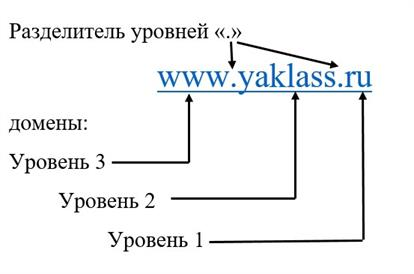 Разделитель уровней «.»
www.yaklass.ru
домены:
Уровень 3
Уровень 2
Уровень 1